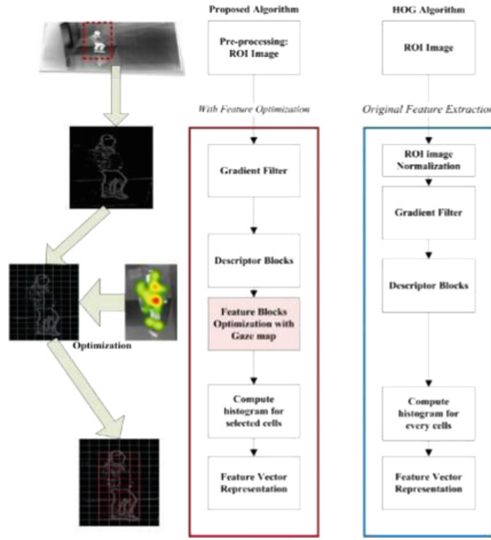 Proposed Algorithm
Pre-processing:
ROI Image
With Feature Optimization
Gradient Filter
Descriptor Blocks
Feature Blocks
Optimization with
Gaze map
Compute
histogram for
selected cells
Feature Vector
Representation
HOG Algorithm
ROI Image
Original Feature Extraction
ROI image
Normalization
Gradient Filter
Descriptor Blocks
Compute
histogram for
every cells
Feature Vector
Representation
Optimization